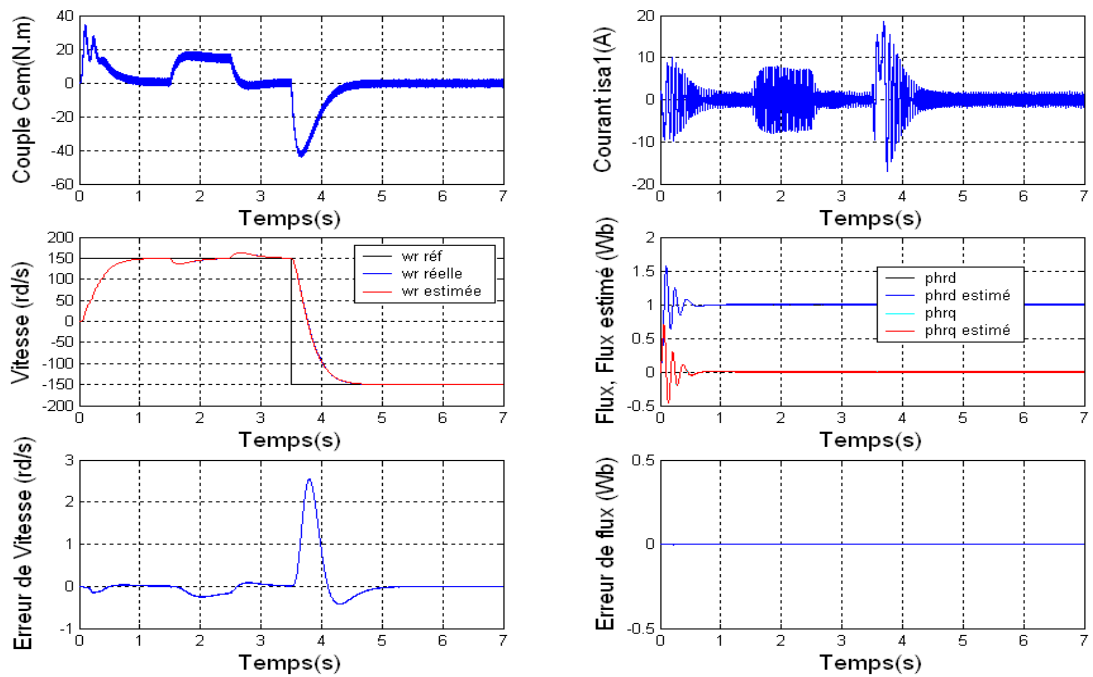 Couple Cem(N.m)
40
20
0
-20
-40
-60
0 1 2 3 4 5 6 7
Temps(s)
Courant isa1(A)
20
10
0
-10
-20
0 1 2 3 4 5 6 7
Temps(s)
Vitesse (rd/s)
200
150
100
50
0
-50
-100
-150
-200
wr réf
wr réelle
wr estimée
0 1 2 3 4 5 6 7
Temps(s)
Flux, Flux estimé (Wb)
2
1.5
1
0.5
0
-0.5
phrd
phrd estimé
phrq
phrq estimé
0 1 2 3 4 5 6 7
Temps(s)
Erreur de Vitesse (rd/s)
3
2
1
0
-1
0 1 2 3 4 5 6 7
Temps(s)
Erreur de flux (Wb)
0.5
0
-0.5
0 1 2 3 4 5 6 7
Temps(s)